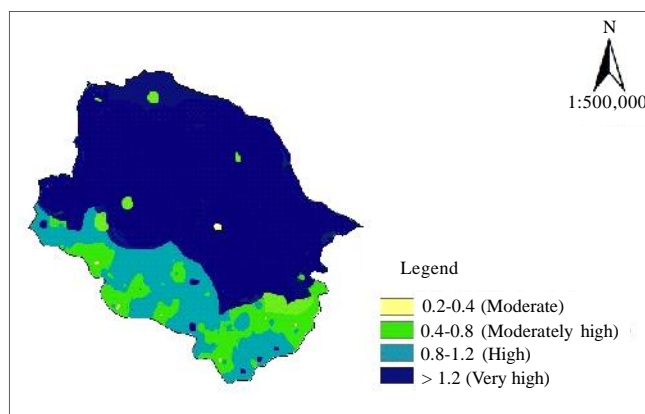 N
1:500,000
Legend
0.2-0.4 (Moderate)
0.4-0.8 (Moderately high)
0.8-1.2 (High)
> 1.2 (Very high)